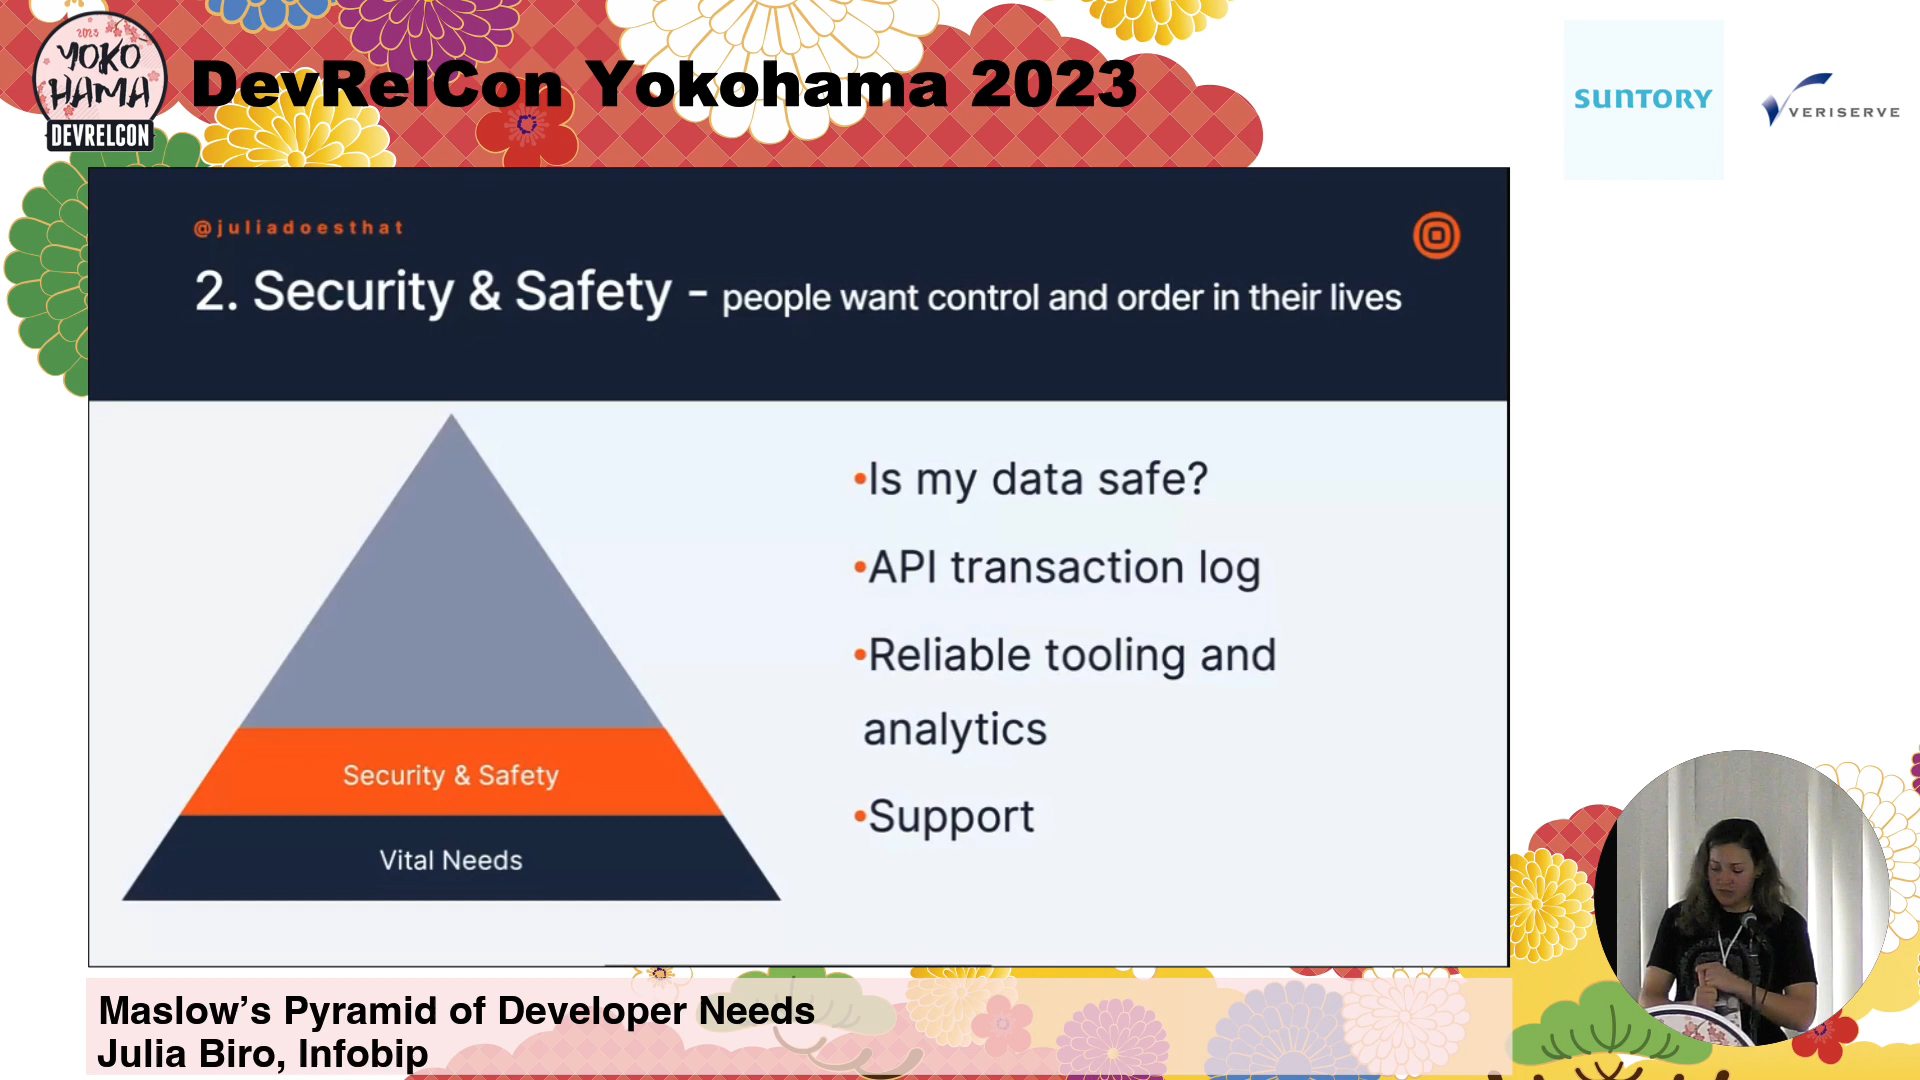 2023
YOKO
HAMA
DEVRELCON
DevRelCon Yokohama 2023
SUNTORY
VERISERVE
@juliadoesthat
2. Security & Safety - people want control and order in their lives
•Is my data safe?
•API transaction log
•Reliable tooling and
analytics
•Support
Security & Safety
Vital Needs
Maslow’s Pyramid of Developer Needs
Julia Biro, Infobip